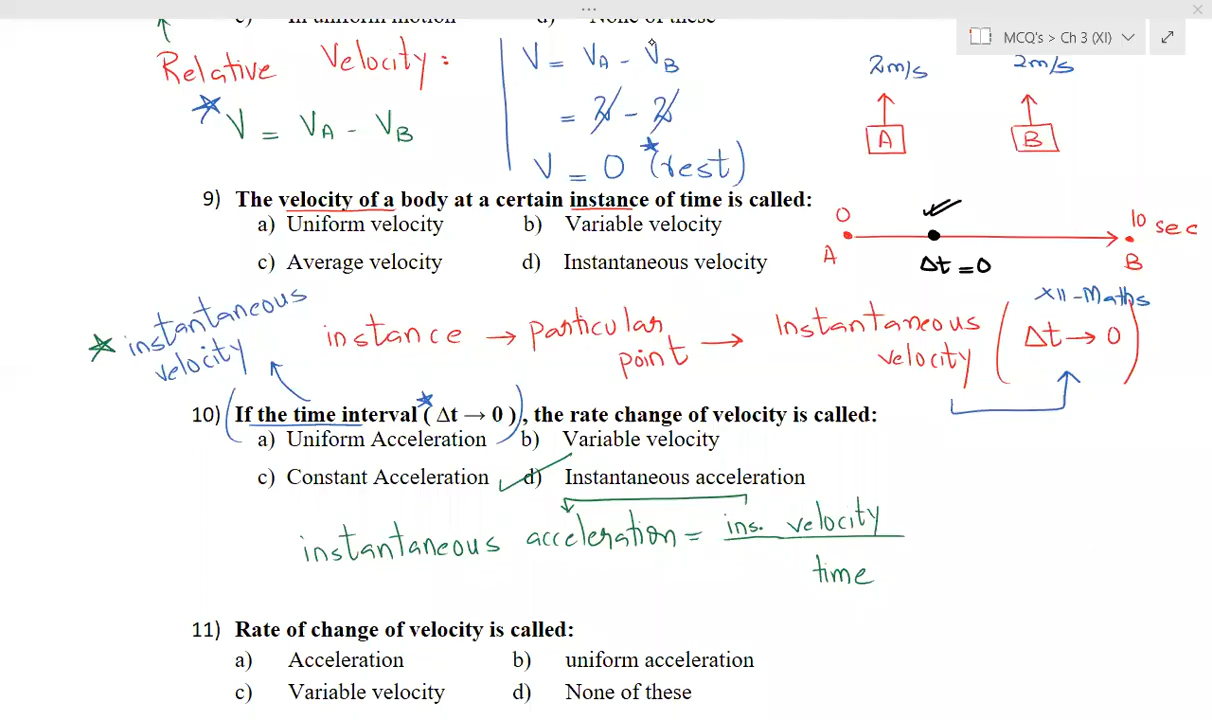 c) In uniform motion d) None of these
MCQ's > Ch 3 (XI)
Relative Velocity :
V = VA - VB
V = VA - VB
= 2 - 2
V = 0 (rest)
2m/s 2m/s
A B
9) The velocity of a body at a certain instance of time is called:
a) Uniform velocity b) Variable velocity
c) Average velocity d) Instantaneous velocity
0 10 sec
A Δt = 0 B
instantaneous velocity
instance → particular point → Instantaneous velocity (Δt → 0)
XII - Maths
10) If the time interval ( Δt → 0 ) , the rate change of velocity is called:
a) Uniform Acceleration b) Variable velocity
c) Constant Acceleration d) Instantaneous acceleration
instantaneous acceleration = ins. velocity
time
11) Rate of change of velocity is called:
a) Acceleration b) uniform acceleration
c) Variable velocity d) None of these